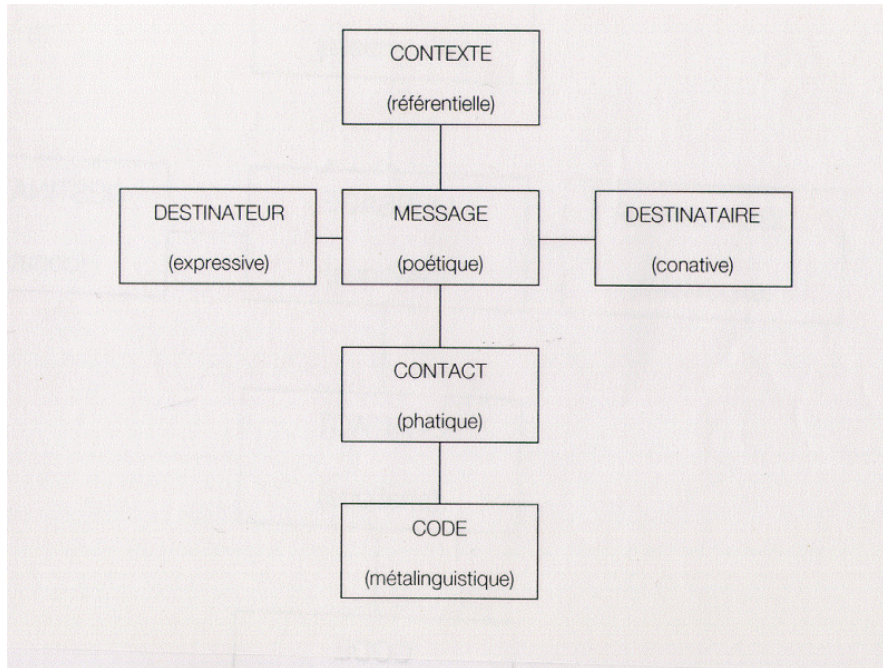 CONTEXTE
(référentielle)
DESTINATEUR
(expressive)
MESSAGE
(poétique)
DESTINATAIRE
(conative)
CONTACT
(phatique)
CODE
(métalinguistique)